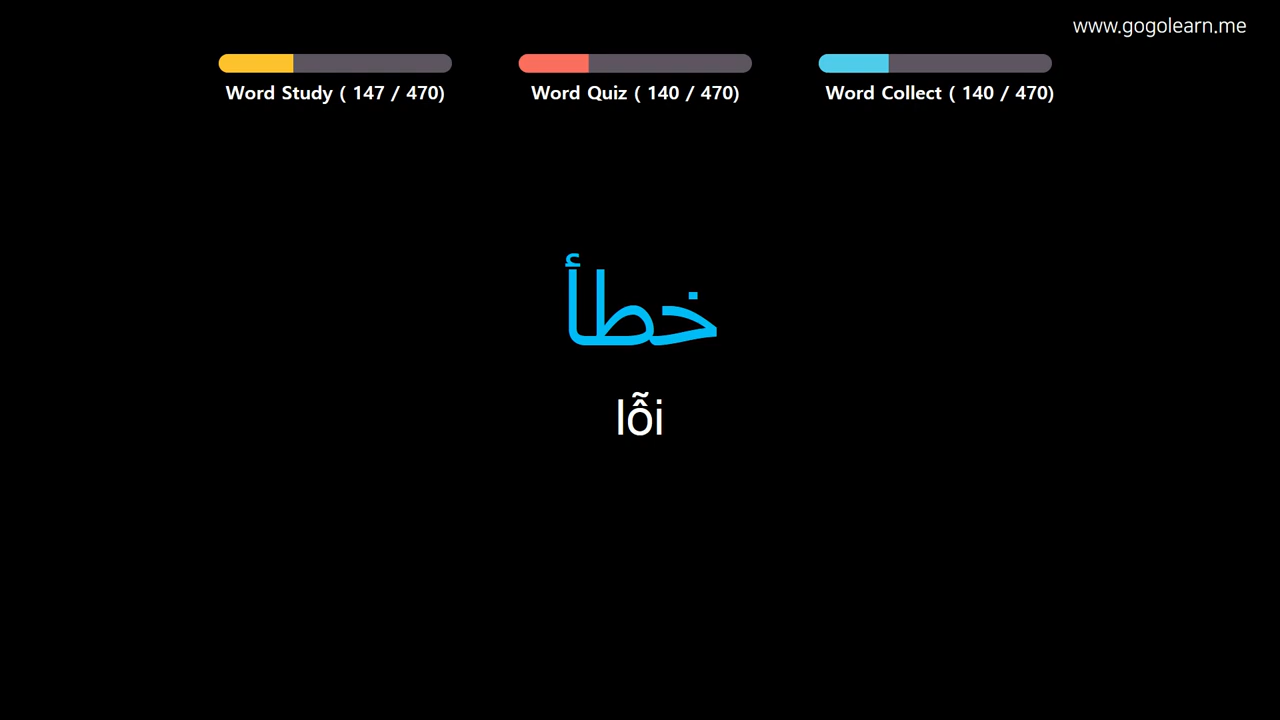 www.gogolearn.me
Word Study ( 147 / 470)
Word Quiz ( 140 / 470)
Word Collect ( 140 / 470)
خطأ
lỗi